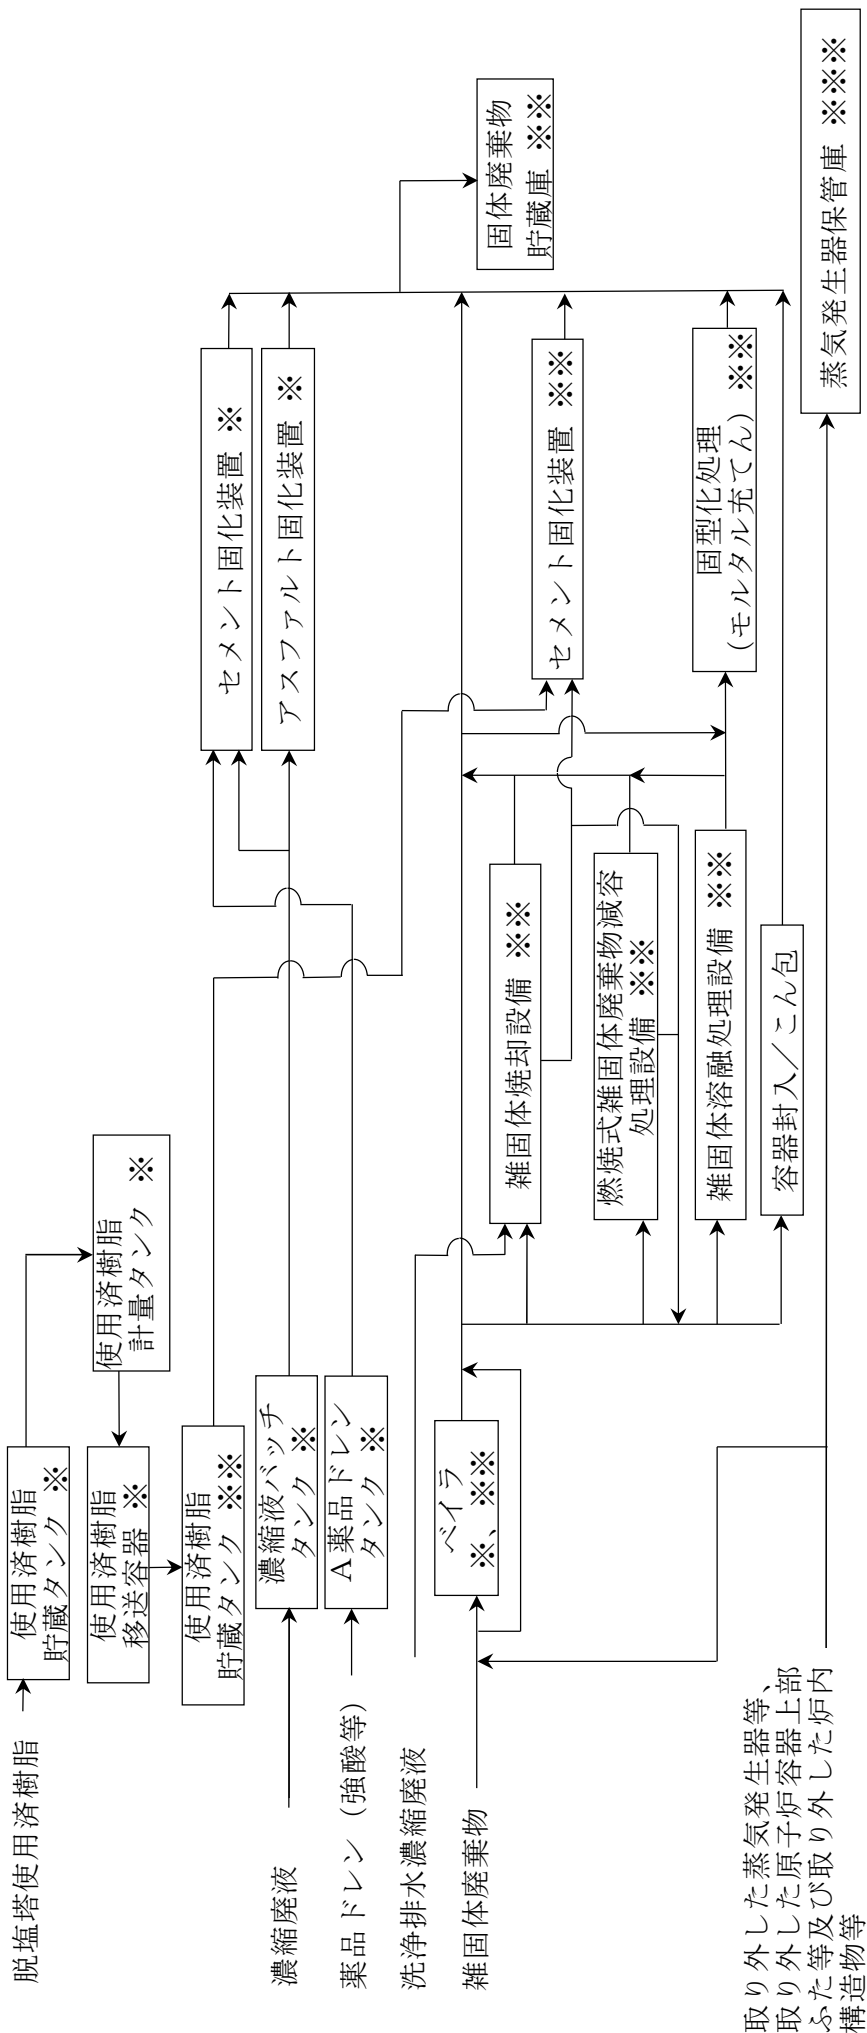 脱塩塔使用済樹脂
使用済樹脂
貯蔵タンク ※
使用済樹脂
計量タンク ※
使用済樹脂
移送容器 ※
使用済樹脂
貯蔵タンク ※※
濃縮廃液
濃縮液バッチ
タンク ※
セメント固化装置 ※
アスファルト固化装置 ※
薬品ドレン（強酸等）
A薬品ドレン
タンク ※
洗浄排水濃縮廃液
雑固体廃棄物
ベイラ
※、※※
雑固体焼却設備 ※※
燃焼式雑固体廃棄物減容
処理設備 ※※
雑固体溶融処理設備 ※※
容器封入／こん包
セメント固化装置 ※※
固型化処理
(モルタル充てん) ※※
固体廃棄物
貯蔵庫 ※※
取り外した蒸気発生器等、
取り外した原子炉容器上部
ふた等及び取り外した炉内
構造物等
蒸気発生器保管庫 ※※※